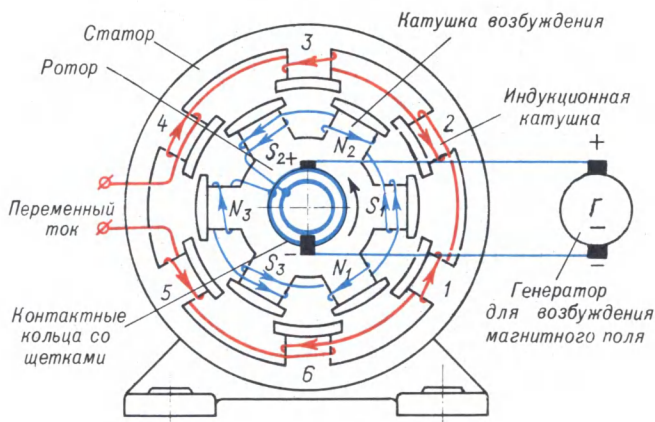 Катушка возбуждения
Статор
3
Ротор
Индукционная
катушка
4
2
N₂
S₂
+
+
Переменный
ток
N₃
S₁
Г
–
–
S₃
–
N₁
5
1
Контактные
кольца со
щетками
Генератор
для возбуждения
магнитного поля
6